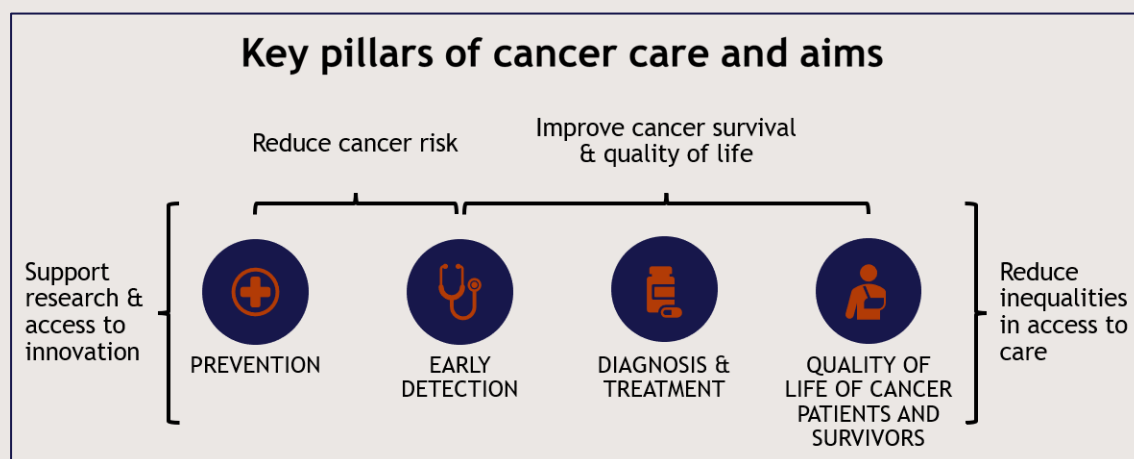 Key pillars of cancer care and aims
Reduce cancer risk
Improve cancer survival
& quality of life
Support
research &
access to
innovation
PREVENTION
EARLY
DETECTION
DIAGNOSIS &
TREATMENT
QUALITY OF
LIFE OF CANCER
PATIENTS AND
SURVIVORS
Reduce
inequalities
in access to
care